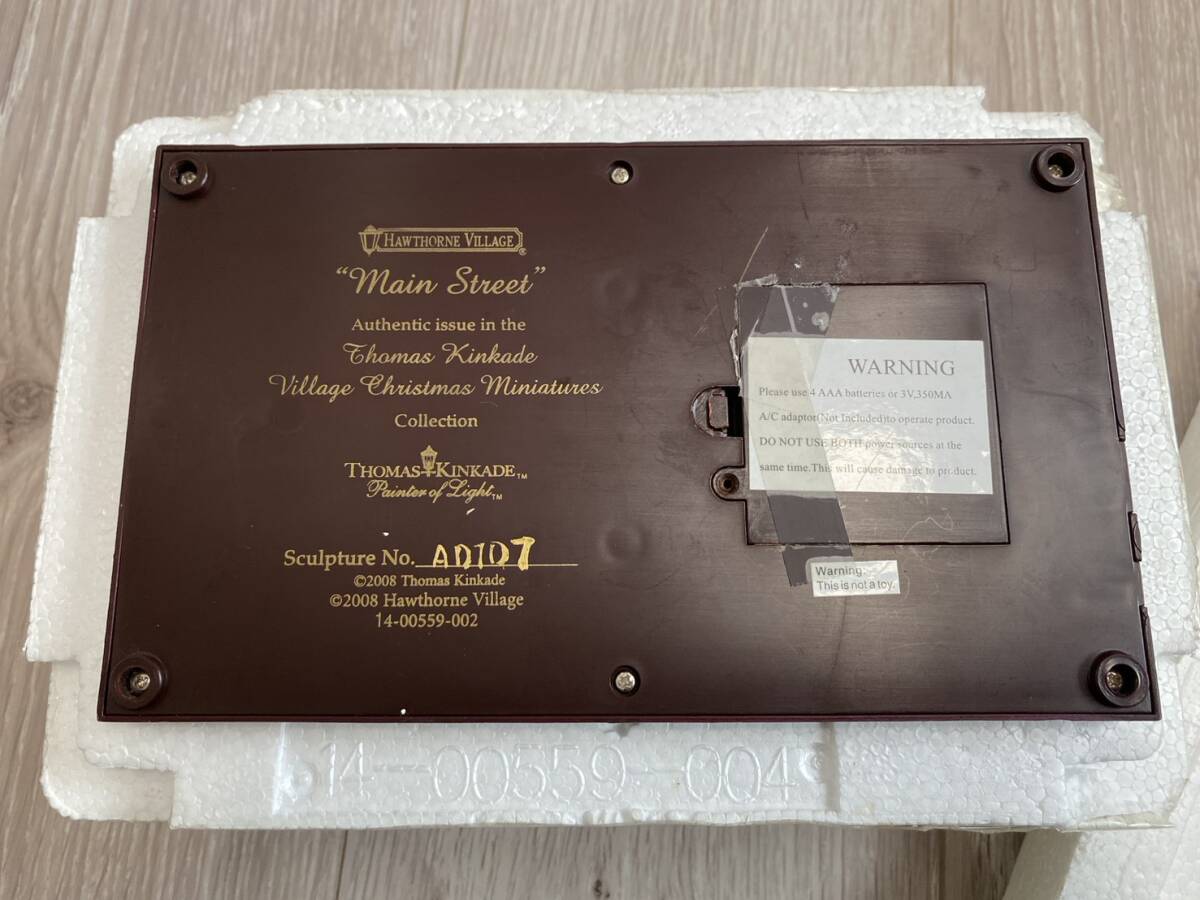 HAWTHORNE VILLAGE®
"Main Street"
Authentic issue in the
Thomas Kinkade
Village Christmas Miniatures
Collection
THOMAS KINKADE™
Painter of Light™
Sculpture No. A0107
©2008 Thomas Kinkade
©2008 Hawthorne Village
14-00559-002
WARNING
Please use 4 AAA batteries or 3V,350MA
A/C adaptor(Not Included)to operate product.
DO NOT USE BOTH power sources at the
same time.This will cause damage to product.
Warning:
This is not a toy.
14-00559-004